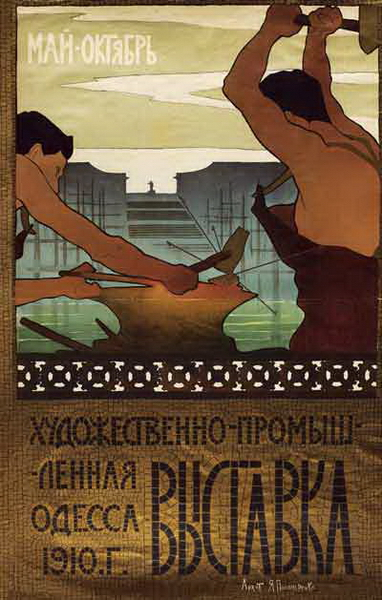 МАЙ-ОКТЯБРЬ
ХУДОЖЕСТВЕННО-ПРОМЫШ-
-ЛЕННАЯ
ОДЕССА
1910.Г:
ВЫСТАВКА